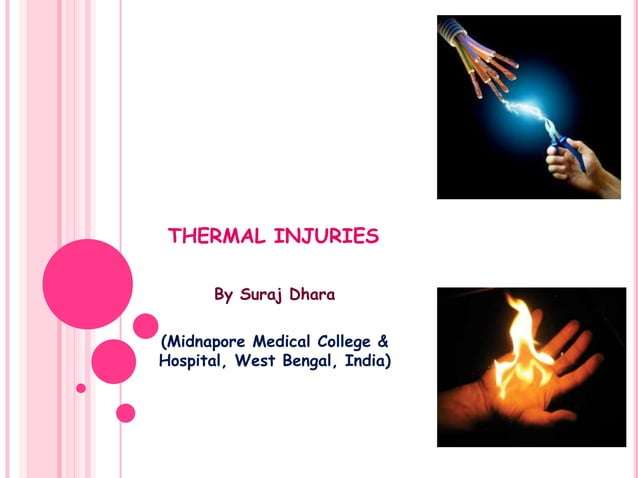 THERMAL INJURIES
By Suraj Dhara
(Midnapore Medical College &
Hospital, West Bengal, India)